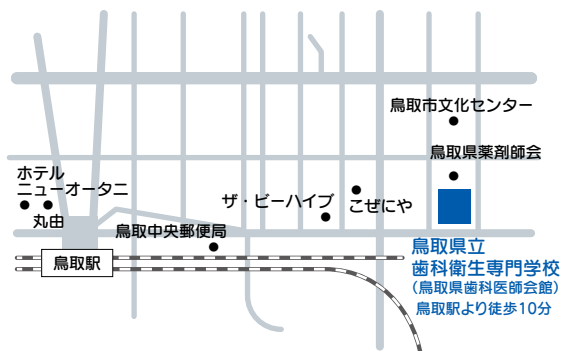 鳥取市文化センター
鳥取県薬剤師会
ホテル
ニューオータニ
丸由
ザ・ビーハイブ
こぜにや
鳥取中央郵便局
鳥取駅
鳥取県立
歯科衛生専門学校
(鳥取県歯科医師会館)
鳥取駅より徒歩10分